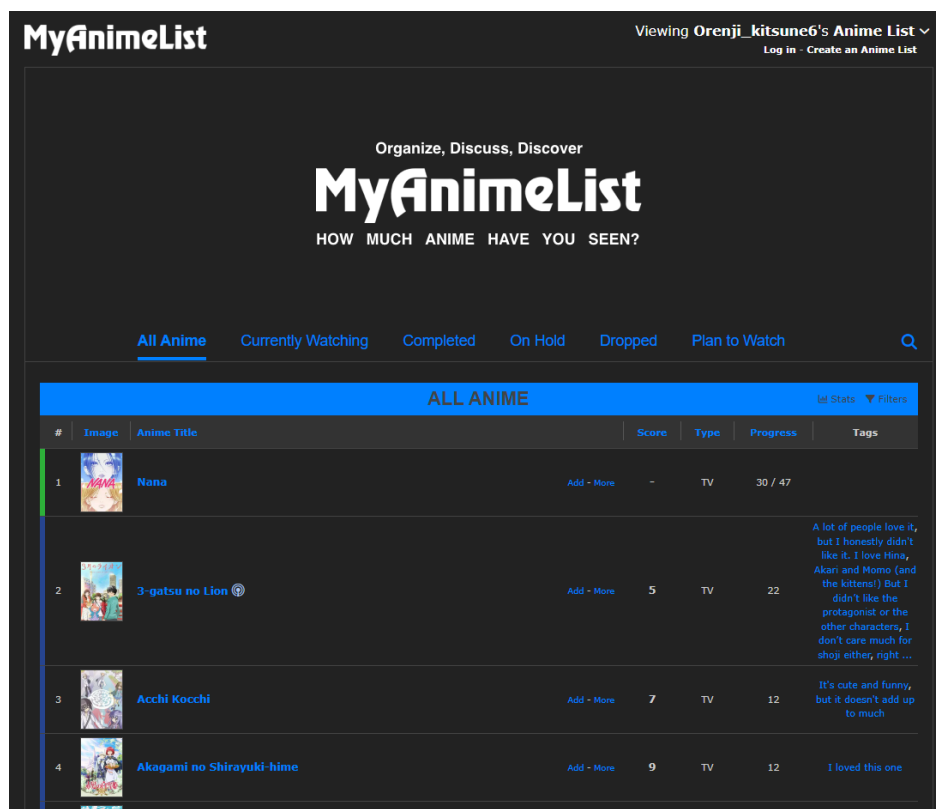 MyAnimeList
Viewing Orenji_kitsune6's Anime List
Log in - Create an Anime List
Organize, Discuss, Discover
MyAnimeList
HOW MUCH ANIME HAVE YOU SEEN?
All Anime Currently Watching Completed On Hold Dropped Plan to Watch
ALL ANIME
Stats Filters
# Image Anime Title Score Type Progress Tags
1 NANA Nana Add - More - TV 30 / 47
A lot of people love it,
but I honestly didn't
like it. I love Hina,
Akari and Momo (and
the kittens!) But I
2 3-gatsu no Lion Add - More 5 TV 22
didn't like the
protagonist or the
other characters, I
don't care much for
shoji either, right ...
It's cute and funny,
3 Acchi Kocchi Add - More 7 TV 12
but it doesn't add up
to much
4 Akagami no Shirayuki-hime Add - More 9 TV 12 I loved this one